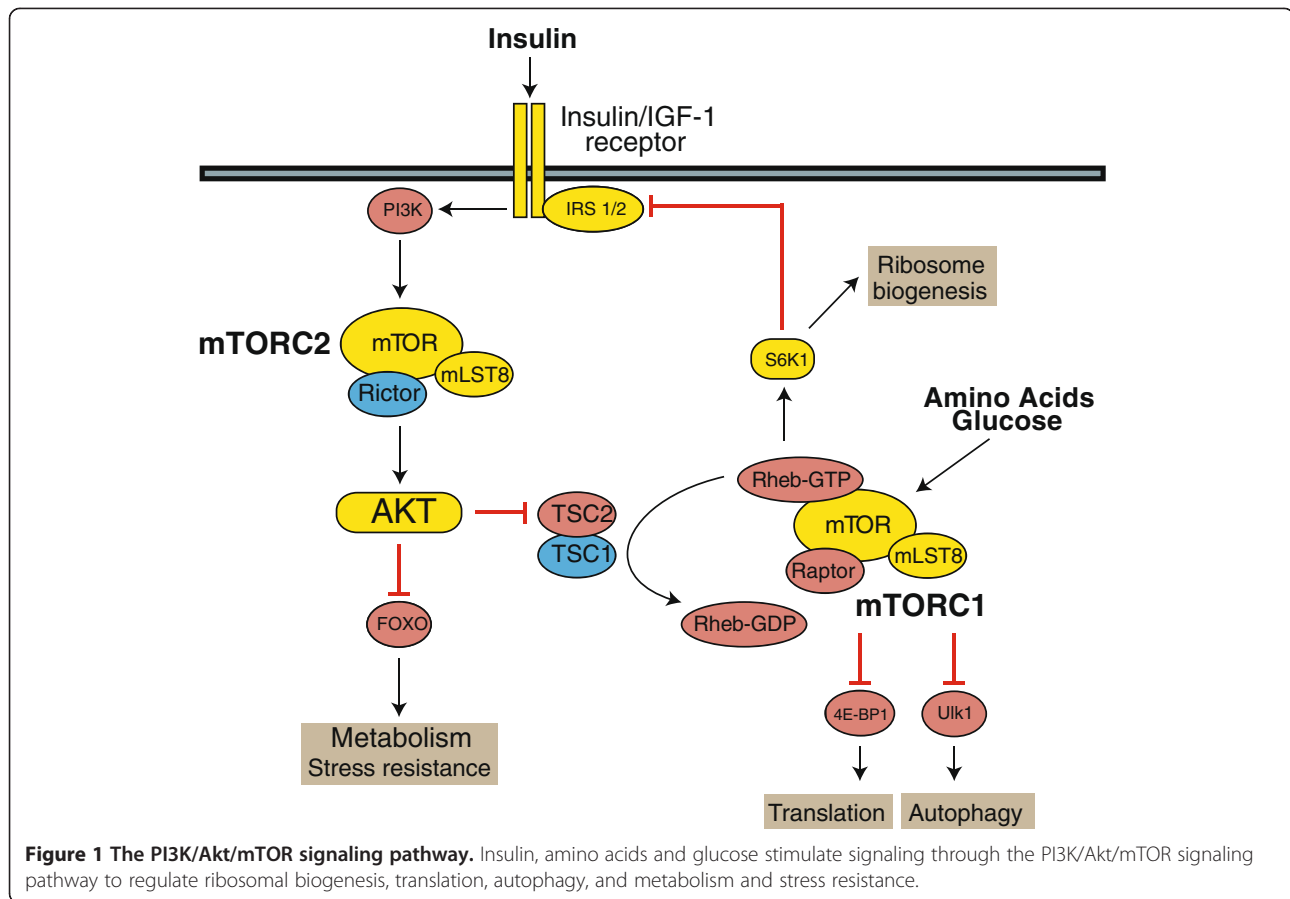 Insulin
Insulin/IGF-1
receptor
PI3K
IRS 1/2
Ribosome
biogenesis
mTORC2
mTOR
mLST8
Rictor
S6K1
Amino Acids
Glucose
Rheb-GTP
mTOR
mLST8
Raptor
mTORC1
AKT
TSC2
TSC1
Rheb-GDP
FOXO
4E-BP1
Ulk1
Metabolism
Stress resistance
Translation
Autophagy
Figure 1 The PI3K/Akt/mTOR signaling pathway. Insulin, amino acids and glucose stimulate signaling through the PI3K/Akt/mTOR signaling
pathway to regulate ribosomal biogenesis, translation, autophagy, and metabolism and stress resistance.